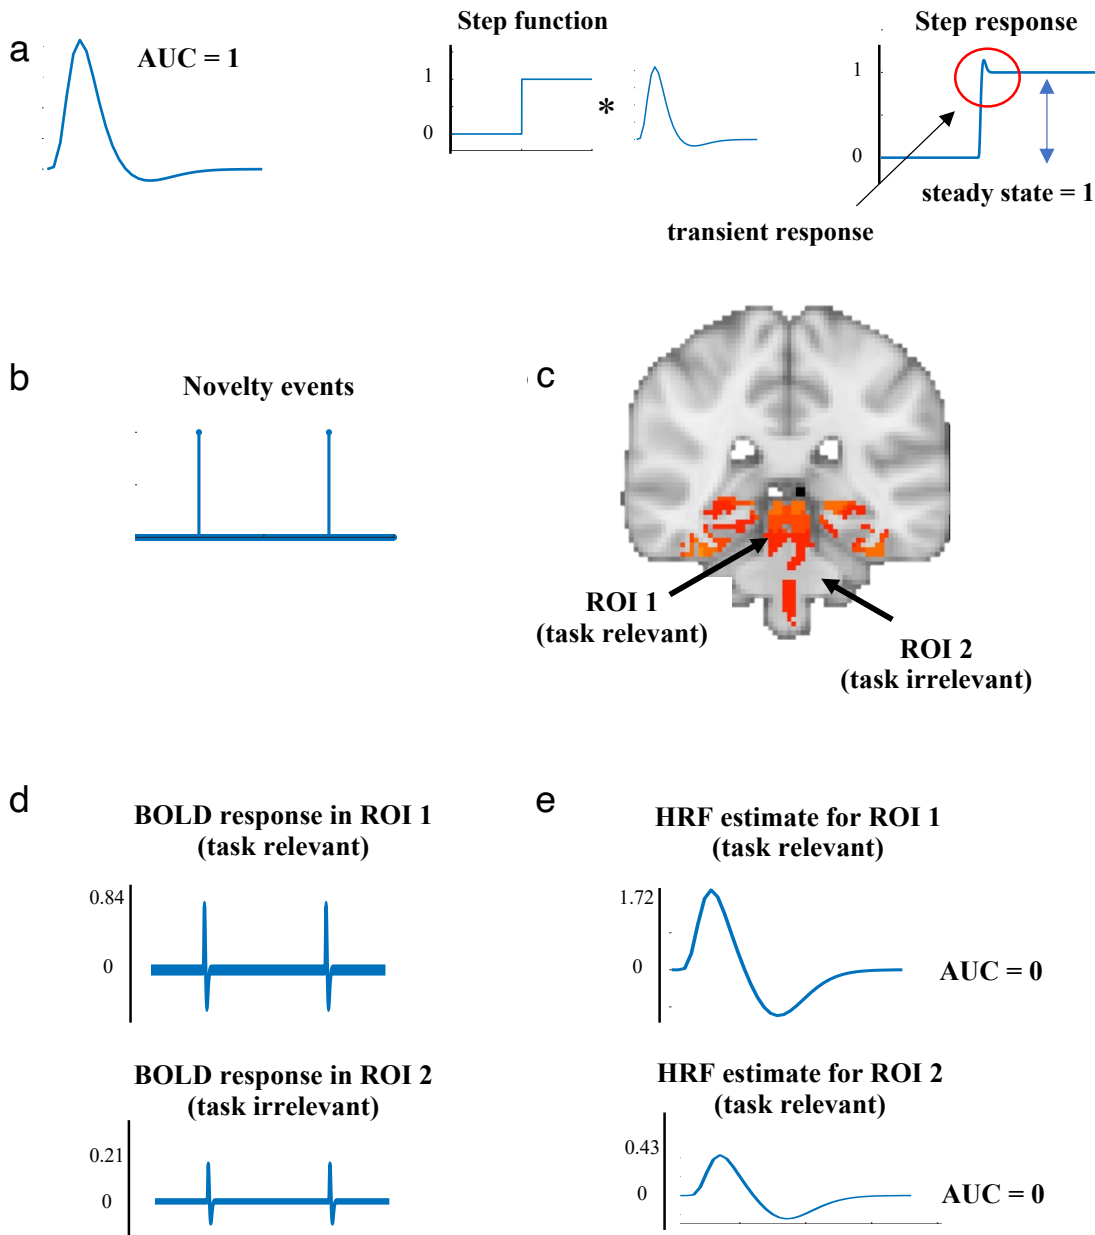 a
AUC = 1
Step function
1
0
*
Step response
1
0
steady state = 1
transient response
b
Novelty events
c
ROI 1
(task relevant)
ROI 2
(task irrelevant)
d
BOLD response in ROI 1
(task relevant)
0.84
0
BOLD response in ROI 2
(task irrelevant)
0.21
0
e
HRF estimate for ROI 1
(task relevant)
1.72
0
AUC = 0
HRF estimate for ROI 2
(task relevant)
0.43
0
AUC = 0